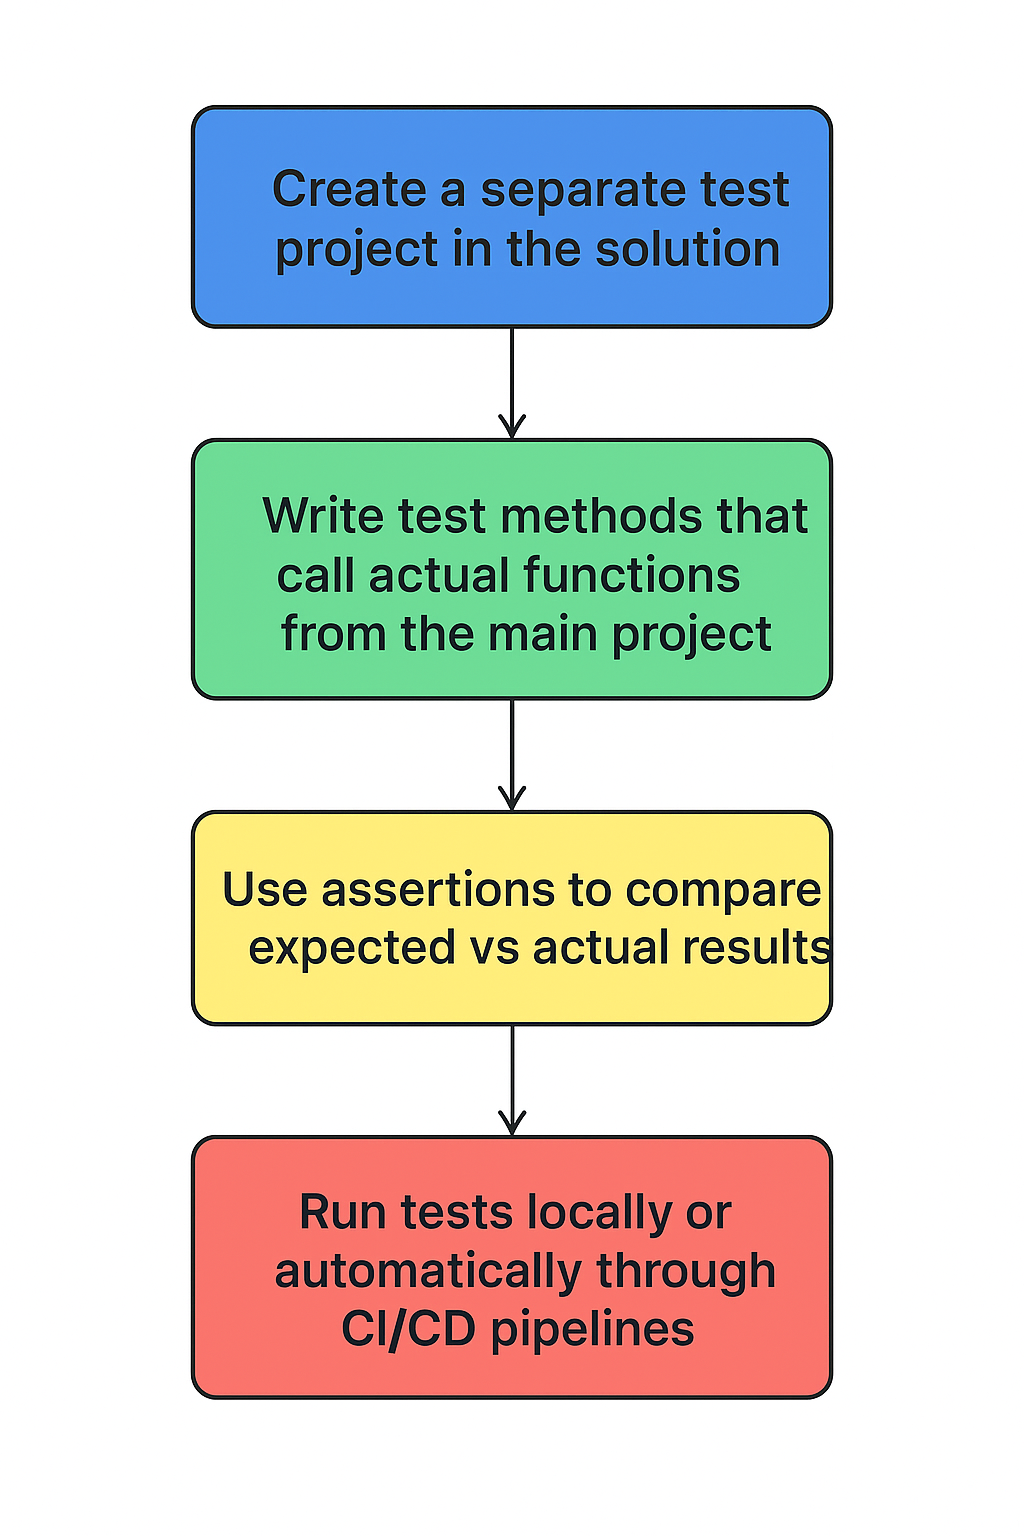 Create a separate test
project in the solution
Write test methods that
call actual functions
from the main project
Use assertions to compare
expected vs actual results
Run tests locally or
automatically through
CI/CD pipelines